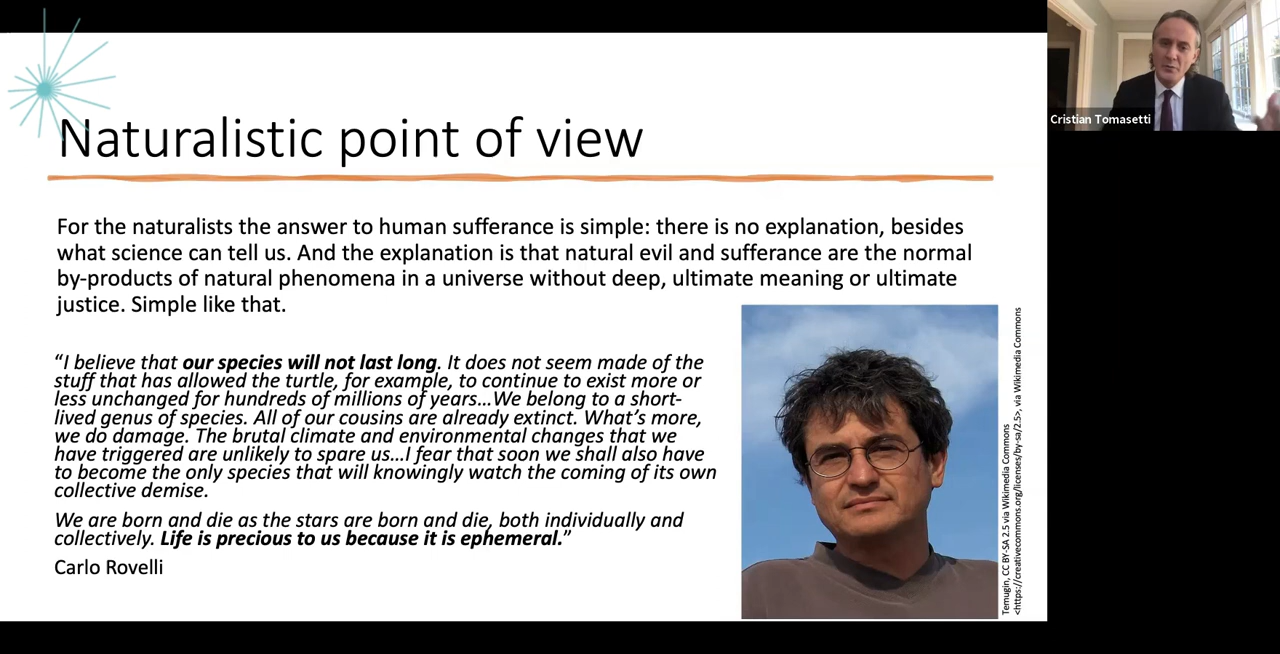 Naturalistic point of view
Cristian Tomasetti
For the naturalists the answer to human sufferance is simple: there is no explanation, besides
what science can tell us. And the explanation is that natural evil and sufferance are the normal
by-products of natural phenomena in a universe without deep, ultimate meaning or ultimate
justice. Simple like that.
“I believe that our species will not last long. It does not seem made of the
stuff that has allowed the turtle, for example, to continue to exist more or
less unchanged for hundreds of millions of years…We belong to a short-
lived genus of species. All of our cousins are already extinct. What’s more,
we do damage. The brutal climate and environmental changes that we
have triggered are unlikely to spare us…I fear that soon we shall also have
to become the only species that will knowingly watch the coming of its own
collective demise.
We are born and die as the stars are born and die, both individually and
collectively. Life is precious to us because it is ephemeral.”
Carlo Rovelli
Temugin, CC BY-SA 2.5 via Wikimedia Commons
<https://creativecommons.org/licenses/by-sa/2.5>, via Wikimedia Commons